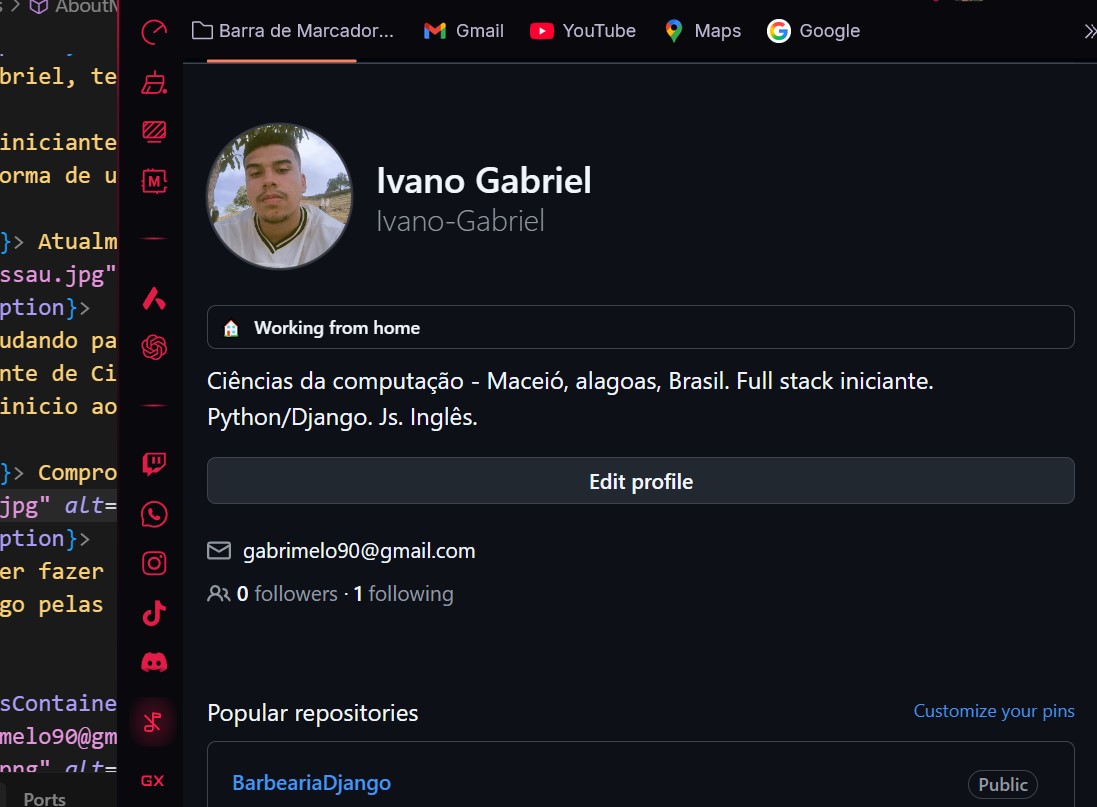 AboutM
briel, te
iniciante
orma de u
}> Atualm
ssau.jpg"
ption}>
udando pa
nte de Ci
inicio ao
}> Compro
jpg" alt=
ption}>
er fazer
go pelas
sContaine
melo90@gm
png" alt=
Ports
M
GX
Barra de Marcador... Gmail YouTube Maps Google »
Ivano Gabriel
Ivano-Gabriel
Working from home
Ciências da computação - Maceió, alagoas, Brasil. Full stack iniciante.
Python/Django. Js. Inglês.
Edit profile
gabrimelo90@gmail.com
0 followers · 1 following
Popular repositories Customize your pins
BarbeariaDjango Public